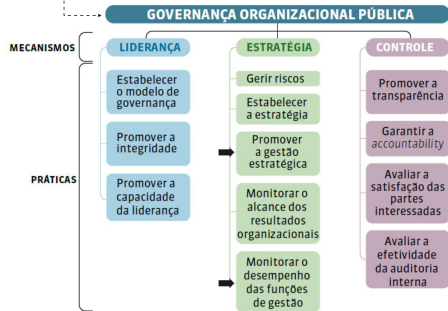 GOVERNANÇA ORGANIZACIONAL PÚBLICA
MECANISMOS
LIDERANÇA
ESTRATÉGIA
CONTROLE
PRÁTICAS
Estabelecer
o modelo de
governança
Promover a
integridade
Promover a
capacidade
da liderança
Gerir riscos
Estabelecer
a estratégia
Promover
a gestão
estratégica
Monitorar o
alcance dos
resultados
organizacionais
Monitorar o
desempenho
das funções
de gestão
Promover a
transparência
Garantir a
accountability
Avaliar a
satisfação das
partes
interessadas
Avaliar a
efetividade
da auditoria
interna